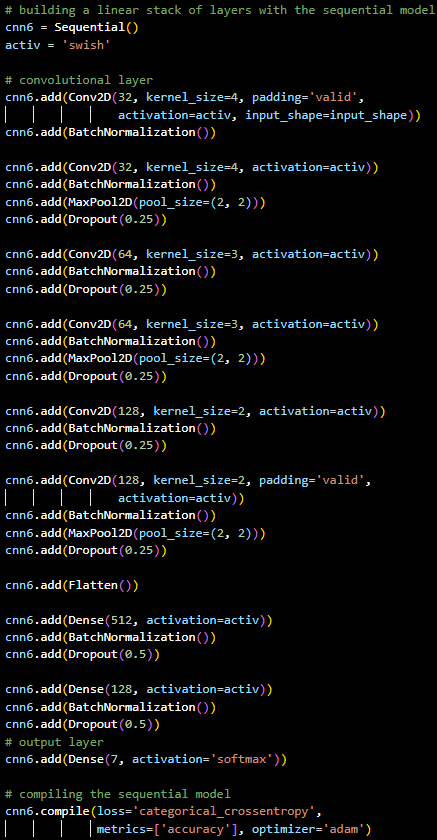 # building a linear stack of layers with the sequential model
cnn6 = Sequential()
activ = 'swish'

# convolutional layer
cnn6.add(Conv2D(32, kernel_size=4, padding='valid',
                activation=activ, input_shape=input_shape))
cnn6.add(BatchNormalization())

cnn6.add(Conv2D(32, kernel_size=4, activation=activ))
cnn6.add(BatchNormalization())
cnn6.add(MaxPool2D(pool_size=(2, 2)))
cnn6.add(Dropout(0.25))

cnn6.add(Conv2D(64, kernel_size=3, activation=activ))
cnn6.add(BatchNormalization())
cnn6.add(Dropout(0.25))

cnn6.add(Conv2D(64, kernel_size=3, activation=activ))
cnn6.add(BatchNormalization())
cnn6.add(MaxPool2D(pool_size=(2, 2)))
cnn6.add(Dropout(0.25))

cnn6.add(Conv2D(128, kernel_size=2, activation=activ))
cnn6.add(BatchNormalization())
cnn6.add(Dropout(0.25))

cnn6.add(Conv2D(128, kernel_size=2, padding='valid',
                activation=activ))
cnn6.add(BatchNormalization())
cnn6.add(MaxPool2D(pool_size=(2, 2)))
cnn6.add(Dropout(0.25))

cnn6.add(Flatten())

cnn6.add(Dense(512, activation=activ))
cnn6.add(BatchNormalization())
cnn6.add(Dropout(0.5))

cnn6.add(Dense(128, activation=activ))
cnn6.add(BatchNormalization())
cnn6.add(Dropout(0.5))
# output layer
cnn6.add(Dense(7, activation='softmax'))

# compiling the sequential model
cnn6.compile(loss='categorical_crossentropy',
             metrics=['accuracy'], optimizer='adam')